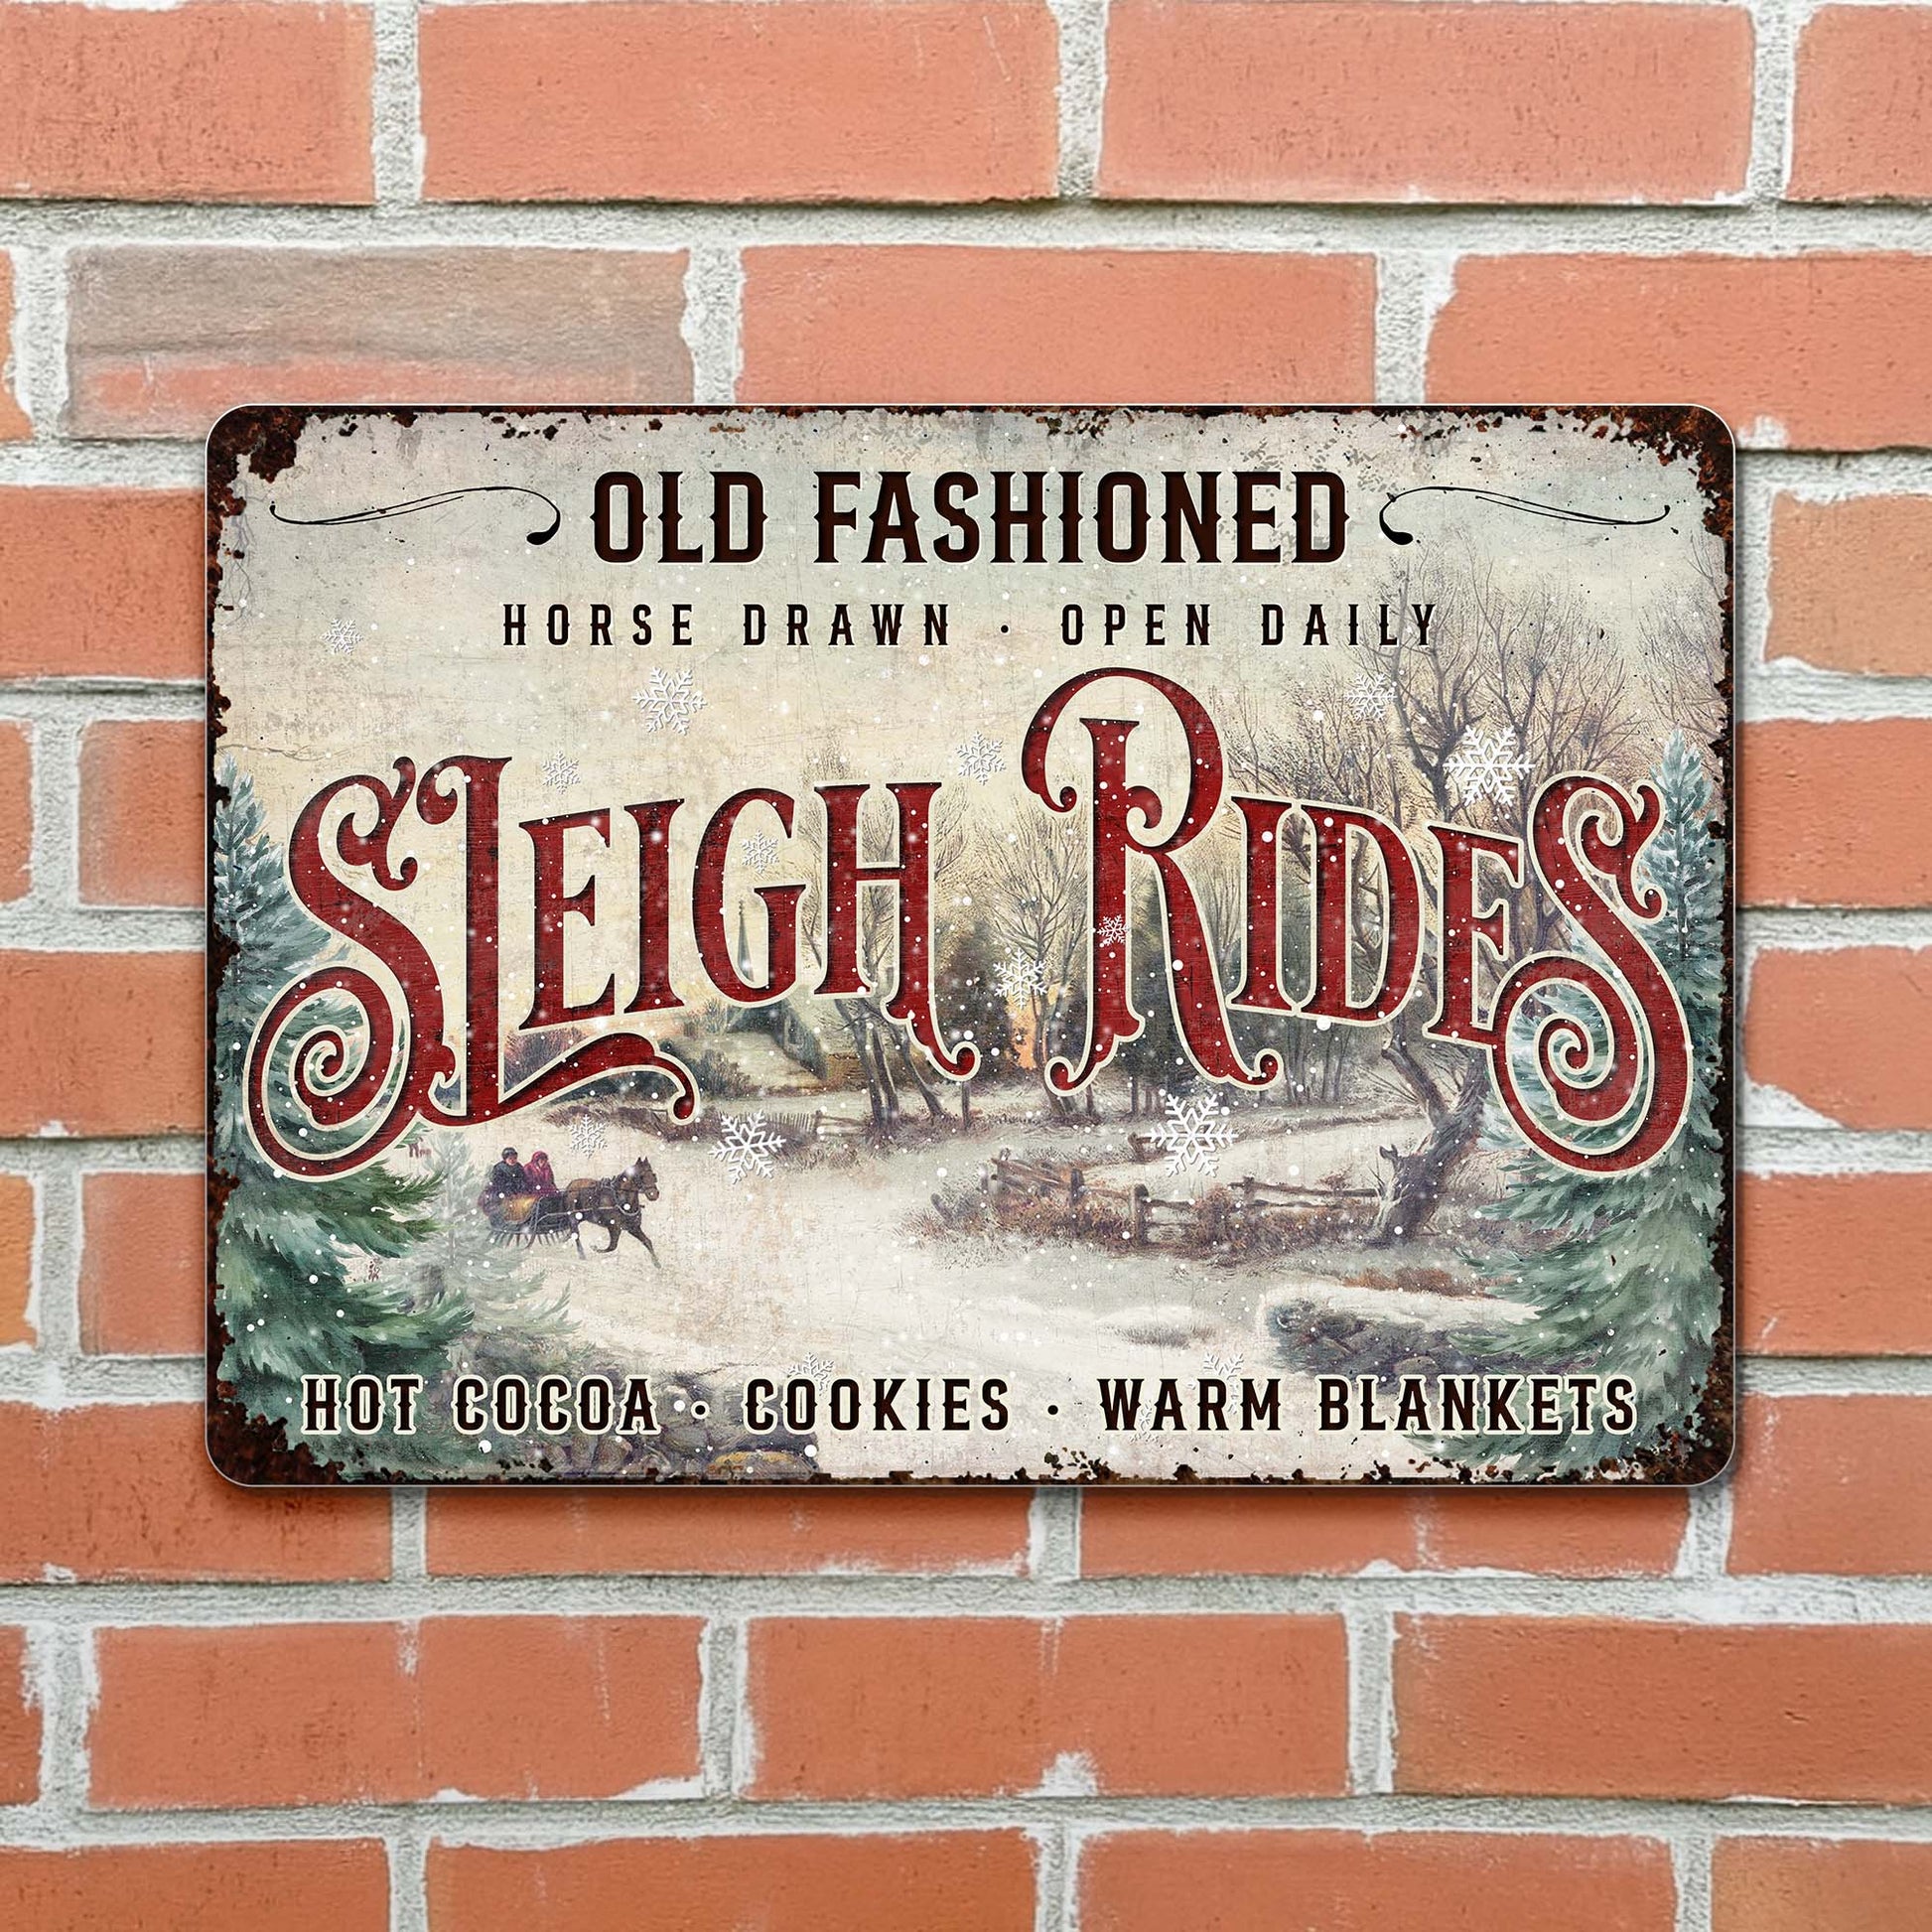 OLD FASHIONED
HORSE DRAWN · OPEN DAILY
SLEIGH RIDES
HOT COCOA · COOKIES · WARM BLANKETS